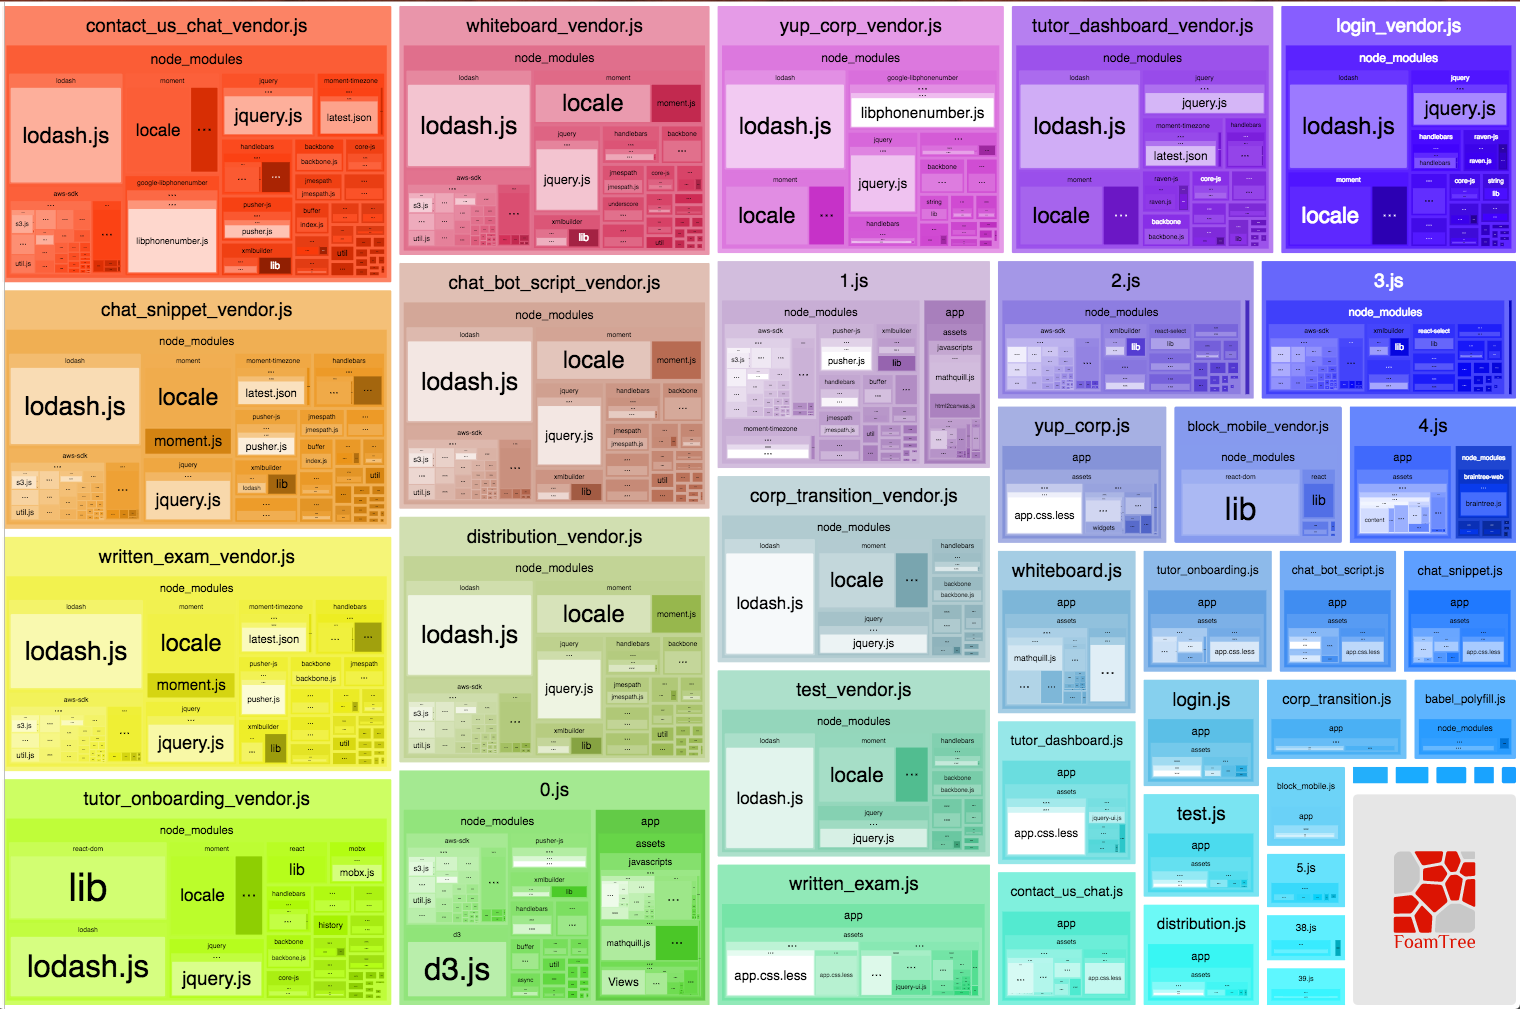 contact_us_chat_vendor.js
node_modules
lodash
moment
jquery
moment-timezone
lodash.js
locale
...
jquery.js
latest.json
handlebars
backbone
core-js
backbone.js
jmespath
jmespath.js
aws-sdk
google-libphonenumber
s3.js
util.js
libphonenumber.js
pusher-js
pusher.js
buffer
index.js
xmlbuilder
lib
util
whiteboard_vendor.js
node_modules
lodash
moment
lodash.js
locale
moment.js
jquery
handlebars
backbone
jquery.js
jmespath
core-js
jmespath.js
underscore
aws-sdk
s3.js
util.js
xmlbuilder
lib
util
yup_corp_vendor.js
node_modules
lodash
google-libphonenumber
lodash.js
libphonenumber.js
jquery
jquery.js
backbone
moment
locale
...
string
lib
handlebars
tutor_dashboard_vendor.js
node_modules
lodash
jquery
lodash.js
jquery.js
moment-timezone
handlebars
latest.json
moment
locale
...
raven-js
core-js
raven.js
backbone
backbone.js
login_vendor.js
node_modules
lodash
jquery
lodash.js
jquery.js
handlebars
raven-js
handlebars
raven.js
moment
locale
...
core-js
string
lib
chat_snippet_vendor.js
node_modules
lodash
moment
moment-timezone
handlebars
lodash.js
locale
latest.json
moment.js
pusher-js
jmespath
pusher.js
jmespath.js
buffer
index.js
aws-sdk
s3.js
util.js
jquery
jquery.js
xmlbuilder
lodash
lib
util
chat_bot_script_vendor.js
node_modules
lodash
moment
lodash.js
locale
moment.js
jquery
handlebars
backbone
jquery.js
jmespath
jmespath.js
aws-sdk
s3.js
util.js
xmlbuilder
lib
1.js
node_modules
app
aws-sdk
pusher-js
xmlbuilder
assets
s3.js
pusher.js
lib
javascripts
handlebars
buffer
mathquill.js
html2canvas.js
jmespath
jmespath.js
util
moment-timezone
2.js
node_modules
aws-sdk
xmlbuilder
react-select
lib
lib
3.js
node_modules
aws-sdk
xmlbuilder
react-select
lib
lib
yup_corp.js
app
assets
app.css.less
widgets
block_mobile_vendor.js
node_modules
react-dom
react
lib
lib
4.js
app
node_modules
assets
braintree-web
content
braintree.js
written_exam_vendor.js
node_modules
lodash
moment
moment-timezone
handlebars
lodash.js
locale
latest.json
moment.js
pusher-js
backbone
jmespath
pusher.js
backbone.js
aws-sdk
s3.js
util.js
jquery
jquery.js
xmlbuilder
lib
util
distribution_vendor.js
node_modules
lodash
moment
lodash.js
locale
moment.js
jquery
handlebars
backbone
jquery.js
jmespath
jmespath.js
aws-sdk
s3.js
util.js
xmlbuilder
lib
util
corp_transition_vendor.js
node_modules
lodash
moment
handlebars
lodash.js
locale
...
backbone
backbone.js
jquery
jquery.js
test_vendor.js
node_modules
lodash
moment
handlebars
lodash.js
locale
...
backbone
backbone.js
jquery
jquery.js
whiteboard.js
app
assets
mathquill.js
tutor_onboarding.js
app
assets
app.css.less
chat_bot_script.js
app
assets
app.css.less
chat_snippet.js
app
assets
app.css.less
login.js
app
assets
corp_transition.js
app
babel_polyfill.js
node_modules
tutor_dashboard.js
app
assets
app.css.less
jquery-ui.js
test.js
app
assets
block_mobile.js
app
tutor_onboarding_vendor.js
node_modules
react-dom
moment
react
mobx
lib
locale
...
lib
mobx.js
handlebars
history
lodash
lodash.js
jquery
jquery.js
backbone
backbone.js
core-js
0.js
node_modules
app
aws-sdk
pusher-js
assets
s3.js
javascripts
util.js
xmlbuilder
lib
handlebars
d3
d3.js
buffer
util
async
mathquill.js
Views
written_exam.js
app
assets
app.css.less
app.css.less
jquery-ui.js
contact_us_chat.js
app
assets
app.css.less
distribution.js
app
assets
5.js
38.js
39.js
FoamTree